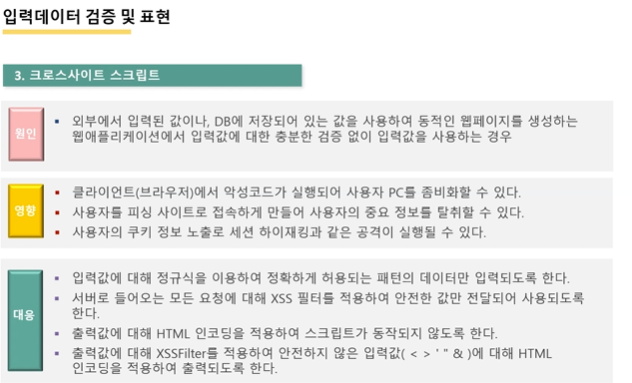 입력데이터 검증 및 표현
3. 크로스사이트 스크립트
원인
▪ 외부에서 입력된 값이나, DB에 저장되어 있는 값을 사용하여 동적인 웹페이지를 생성하는
웹애플리케이션에서 입력값에 대한 충분한 검증 없이 입력값을 사용하는 경우
영향
▪ 클라이언트(브라우저)에서 악성코드가 실행되어 사용자 PC를 좀비화할 수 있다.
▪ 사용자를 피싱 사이트로 접속하게 만들어 사용자의 중요 정보를 탈취할 수 있다.
▪ 사용자의 쿠키 정보 노출로 세션 하이재킹과 같은 공격이 실행될 수 있다.
대응
▪ 입력값에 대해 정규식을 이용하여 정확하게 허용되는 패턴의 데이터만 입력되도록 한다.
▪ 서버로 들어오는 모든 요청에 대해 XSS 필터를 적용하여 안전한 값만 전달되어 사용되도록
한다.
▪ 출력값에 대해 HTML 인코딩을 적용하여 스크립트가 동작되지 않도록 한다.
▪ 출력값에 대해 XSSFilter를 적용하여 안전하지 않은 입력값( < > ' " & )에 대해 HTML
인코딩을 적용하여 출력되도록 한다.